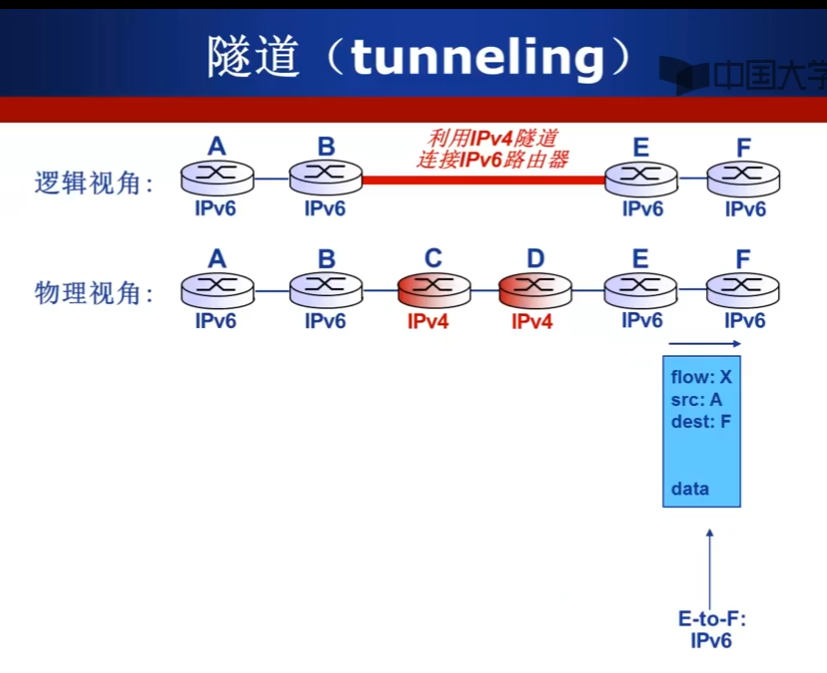 隧道（tunneling）
中国大学
利用IPv4隧道
连接IPv6路由器
A B E F
逻辑视角：
IPv6 IPv6 IPv6 IPv6
A B C D E F
物理视角：
IPv6 IPv6 IPv4 IPv4 IPv6 IPv6
flow: X
src: A
dest: F
data
E-to-F:
IPv6